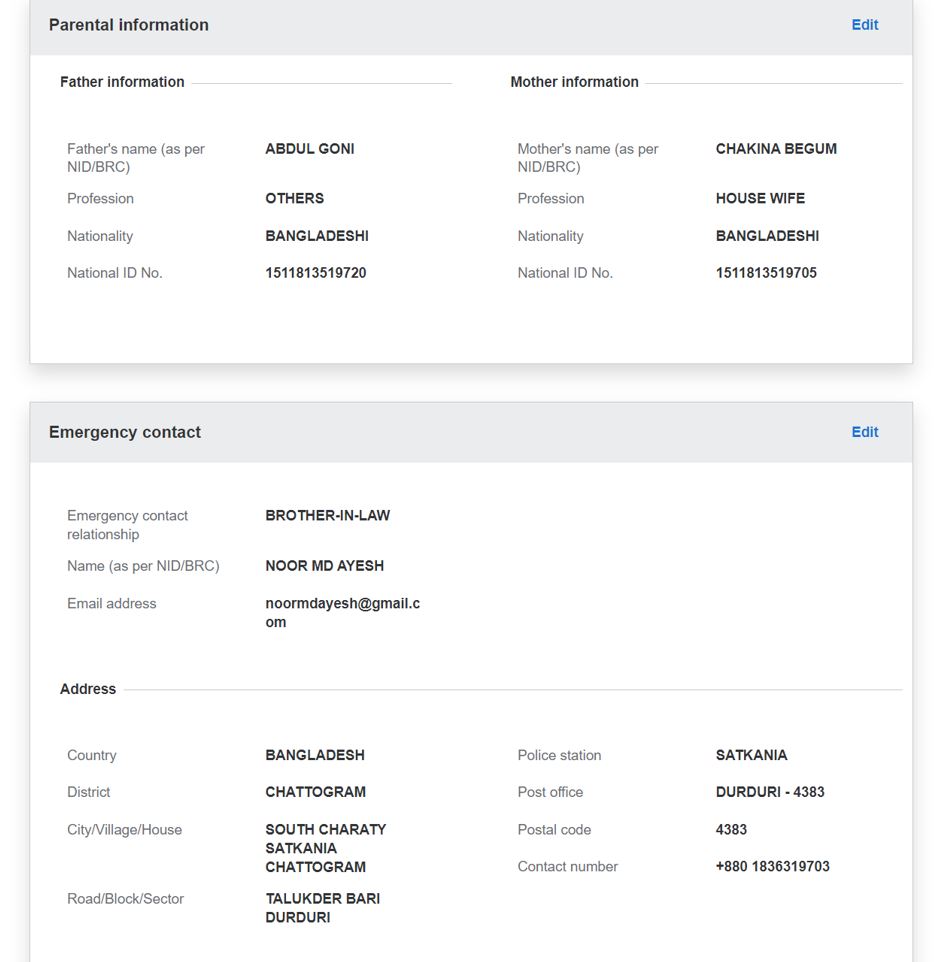 Parental information
Edit
Father information
Mother information
Father's name (as per
NID/BRC)
ABDUL GONI
Mother's name (as per
NID/BRC)
CHAKINA BEGUM
Profession
OTHERS
Profession
HOUSE WIFE
Nationality
BANGLADESHI
Nationality
BANGLADESHI
National ID No.
1511813519720
National ID No.
1511813519705
Emergency contact
Edit
Emergency contact
relationship
BROTHER-IN-LAW
Name (as per NID/BRC)
NOOR MD AYESH
Email address
noormdayesh@gmail.c
om
Address
Country
BANGLADESH
Police station
SATKANIA
District
CHATTOGRAM
Post office
DURDURI - 4383
City/Village/House
SOUTH CHARATY
SATKANIA
CHATTOGRAM
Postal code
4383
Contact number
+880 1836319703
Road/Block/Sector
TALUKDER BARI
DURDURI